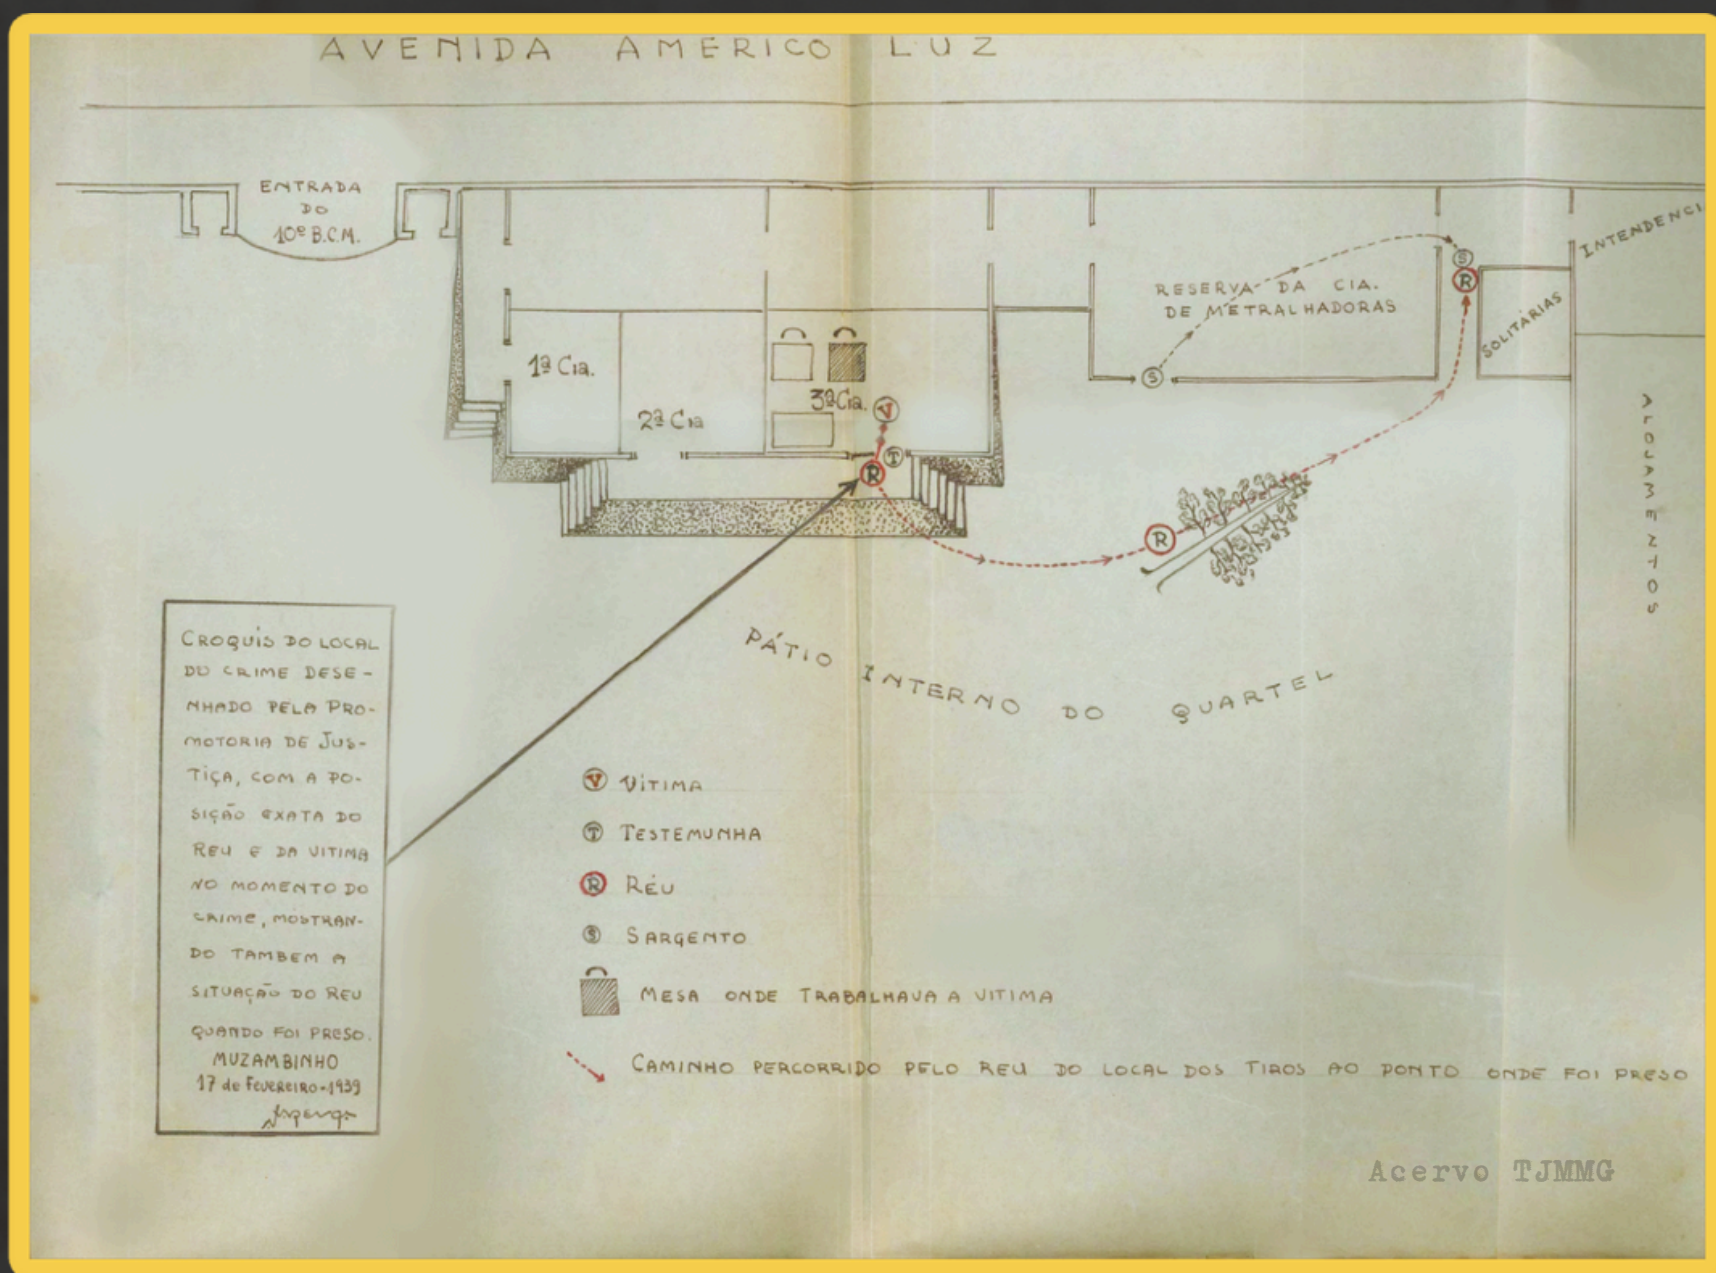 AVENIDA AMÉRICO LUZ
ENTRADA
DO
10º B.C.M.
1ª Cia.
2ª Cia
3ª Cia.
V
T
R
R
S
S
R
RESERVA DA CIA.
DE METRALHADORAS
SOLITÁRIAS
INTENDENCI
ALOJAMENTOS
PÁTIO INTERNO DO QUARTEL
CROQUIS DO LOCAL
DO CRIME DESE-
NHADO PELA PRO-
MOTORIA DE JUS-
TIÇA, COM A PO-
SIÇÃO EXATA DO
REU E DA VITIMA
NO MOMENTO DO
CRIME, MOSTRAN-
DO TAMBEM A
SITUAÇÃO DO REU
QUANDO FOI PRESO.
MUZAMBINHO
17 de FEVEREIRO-1939
V VÍTIMA
T TESTEMUNHA
R RÉU
S SARGENTO
MESA ONDE TRABALHAVA A VITIMA
CAMINHO PERCORRIDO PELO REU DO LOCAL DOS TIROS AO PONTO ONDE FOI PRESO
Acervo TJMMG